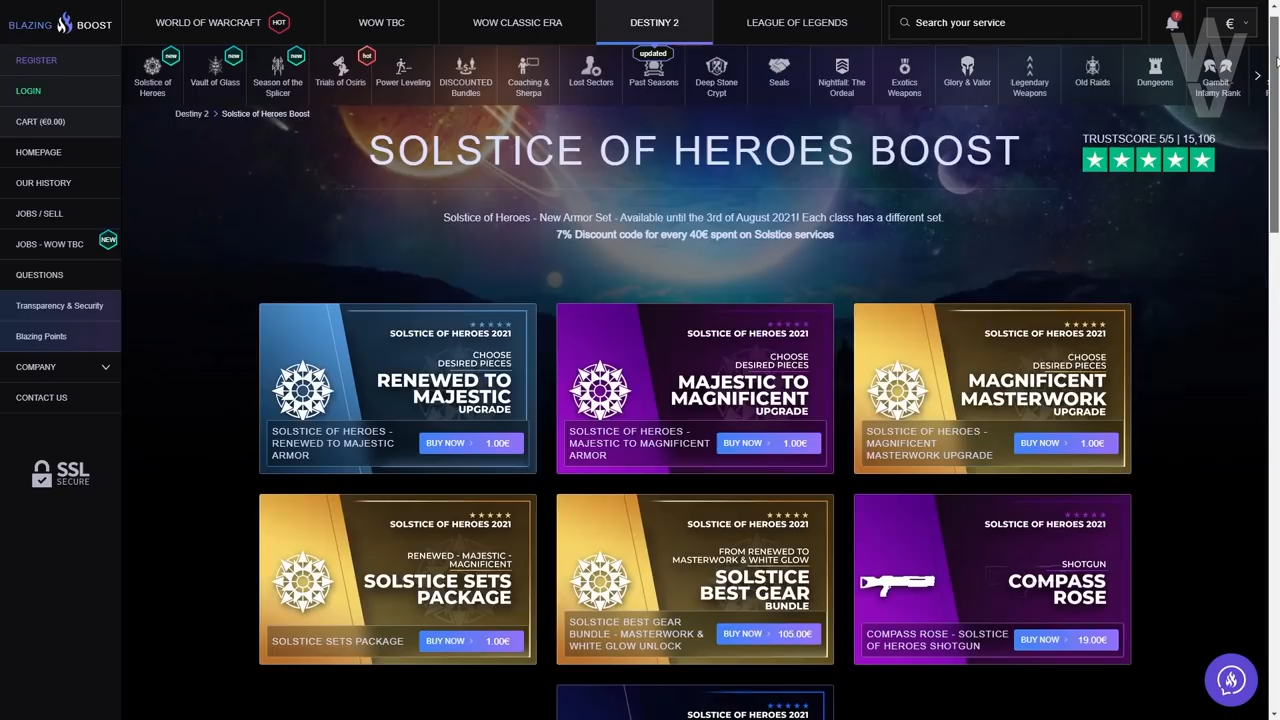 BLAZING BOOST
WORLD OF WARCRAFT HOT
WOW TBC
WOW CLASSIC ERA
DESTINY 2
LEAGUE OF LEGENDS
Search your service
7
€
W
REGISTER
LOGIN
CART (€0.00)
HOMEPAGE
OUR HISTORY
JOBS / SELL
JOBS - WOW TBC NEW
QUESTIONS
Transparency & Security
Blazing Points
COMPANY
CONTACT US
SSL
SECURE
new
Solstice of
Heroes
new
Vault of Glass
new
Season of the
Splicer
hot
Trials of Osiris
Power Leveling
DISCOUNTED
Bundles
Coaching &
Sherpa
Lost Sectors
updated
Past Seasons
Deep Stone
Crypt
Seals
Nightfall: The
Ordeal
Exotics
Weapons
Glory & Valor
Legendary
Weapons
Old Raids
Dungeons
Gambit -
Infamy Rank
Destiny 2 > Solstice of Heroes Boost
SOLSTICE OF HEROES BOOST
TRUSTSCORE 5/5 | 15,106
Solstice of Heroes - New Armor Set - Available until the 3rd of August 2021! Each class has a different set.
7% Discount code for every 40€ spent on Solstice services
SOLSTICE OF HEROES 2021
CHOOSE
DESIRED PIECES
RENEWED TO
MAJESTIC
UPGRADE
SOLSTICE OF HEROES -
RENEWED TO MAJESTIC
ARMOR
BUY NOW > 1.00€
SOLSTICE OF HEROES 2021
CHOOSE
DESIRED PIECES
MAJESTIC TO
MAGNIFICENT
UPGRADE
SOLSTICE OF HEROES -
MAJESTIC TO MAGNIFICENT
ARMOR
BUY NOW > 1.00€
SOLSTICE OF HEROES 2021
CHOOSE
DESIRED PIECES
MAGNIFICENT
MASTERWORK
UPGRADE
SOLSTICE OF HEROES -
MAGNIFICENT
MASTERWORK UPGRADE
BUY NOW > 1.00€
SOLSTICE OF HEROES 2021
RENEWED - MAJESTIC -
MAGNIFICENT
SOLSTICE SETS
PACKAGE
SOLSTICE SETS PACKAGE
BUY NOW > 1.00€
SOLSTICE OF HEROES 2021
FROM RENEWED TO
MASTERWORK & WHITE GLOW
SOLSTICE
BEST GEAR
BUNDLE
SOLSTICE BEST GEAR
BUNDLE - MASTERWORK &
WHITE GLOW UNLOCK
BUY NOW > 105.00€
SOLSTICE OF HEROES 2021
SHOTGUN
COMPASS
ROSE
COMPASS ROSE - SOLSTICE
OF HEROES SHOTGUN
BUY NOW > 19.00€
SOLSTICE OF HEROES 2021